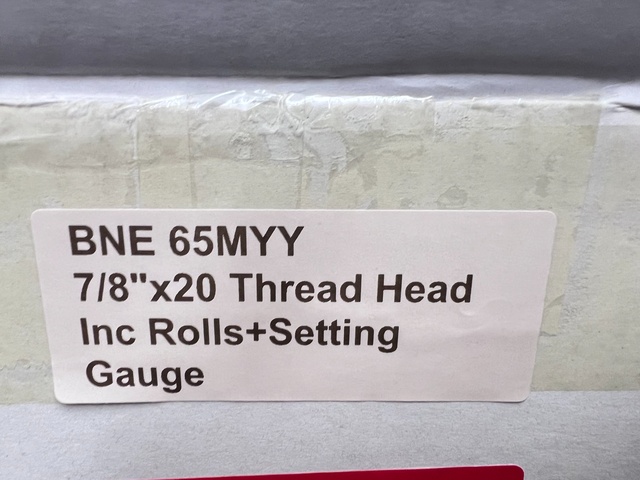 BNE 65MYY
7/8"x20 Thread Head
Inc Rolls+Setting
Gauge